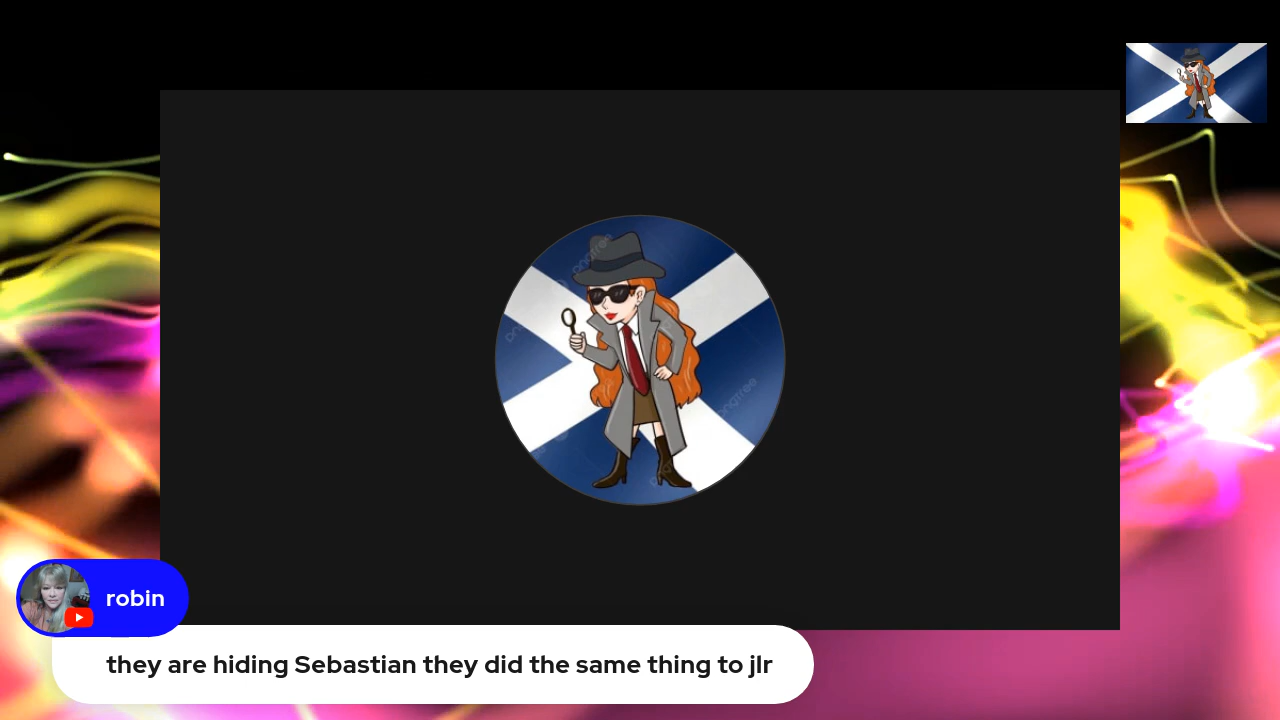 robin
they are hiding Sebastian they did the same thing to jlr